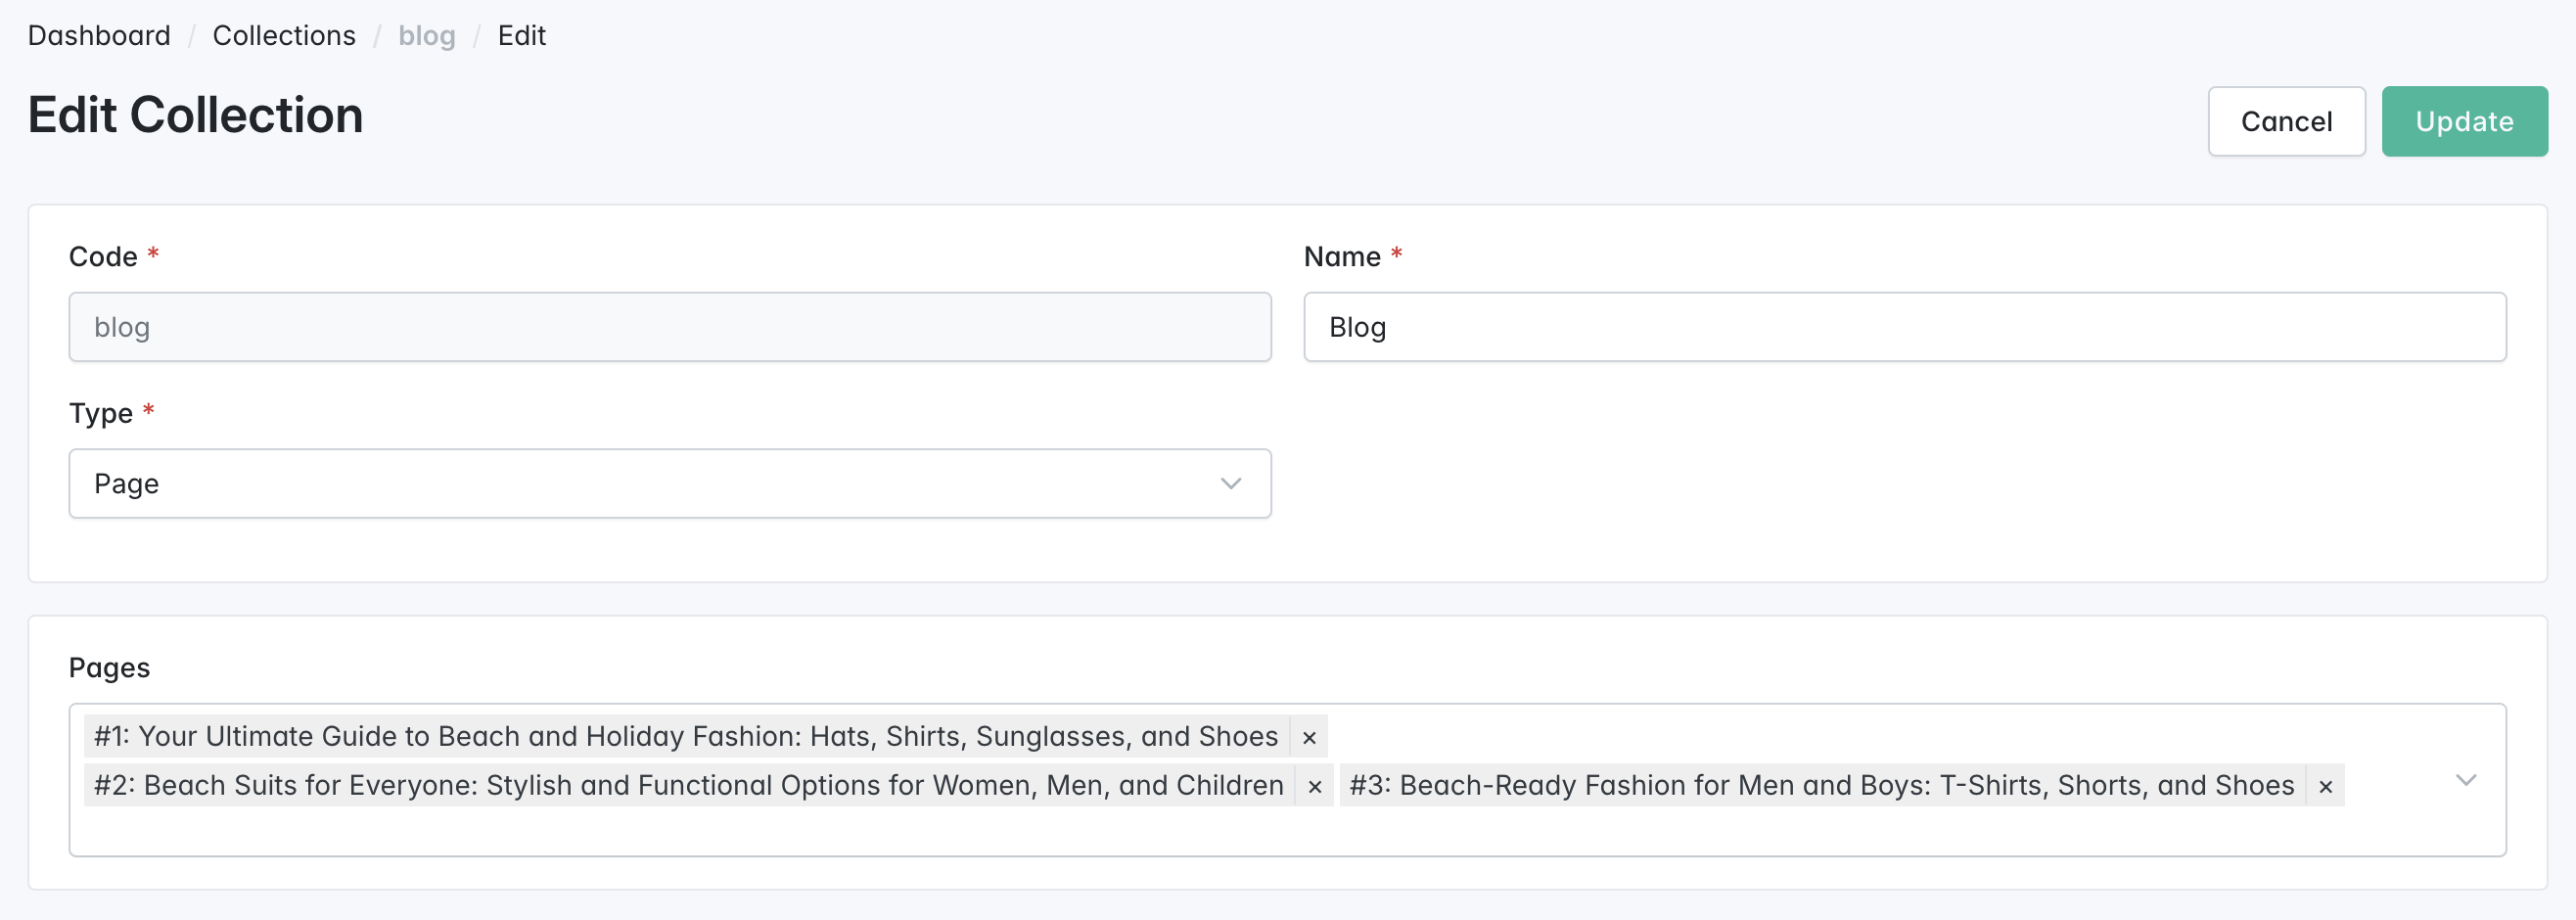 Dashboard / Collections / blog / Edit
Edit Collection
Cancel
Update
Code *
Name *
blog
Blog
Type *
Page
Pages
#1: Your Ultimate Guide to Beach and Holiday Fashion: Hats, Shirts, Sunglasses, and Shoes ×
#2: Beach Suits for Everyone: Stylish and Functional Options for Women, Men, and Children × #3: Beach-Ready Fashion for Men and Boys: T-Shirts, Shorts, and Shoes ×